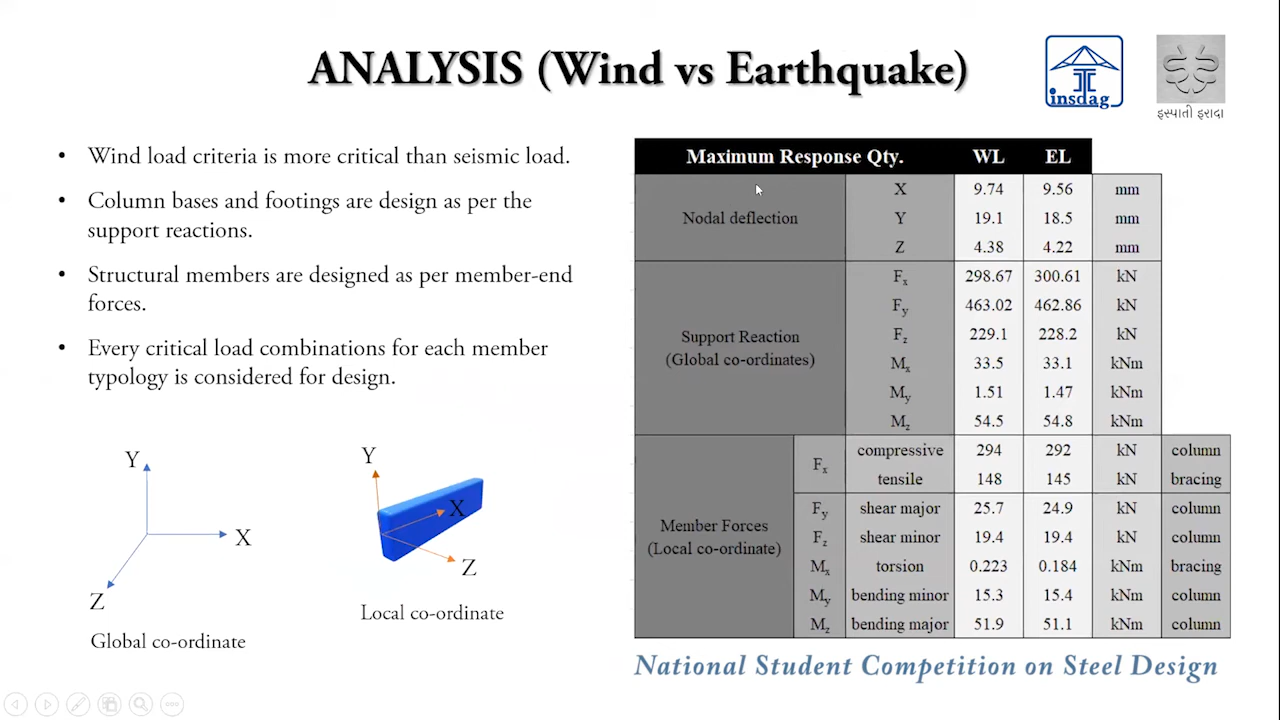 ANALYSIS (Wind vs Earthquake)
insdag
इस्पाती इरादा
• Wind load criteria is more critical than seismic load.
• Column bases and footings are design as per the
support reactions.
• Structural members are designed as per member-end
forces.
• Every critical load combinations for each member
typology is considered for design.
Y
X
Z
Global co-ordinate
Y
X
Z
Local co-ordinate
Maximum Response Qty. WL EL
Nodal deflection
X 9.74 9.56 mm
Y 19.1 18.5 mm
Z 4.38 4.22 mm
Support Reaction
(Global co-ordinates)
Fx 298.67 300.61 kN
Fy 463.02 462.86 kN
Fz 229.1 228.2 kN
Mx 33.5 33.1 kNm
My 1.51 1.47 kNm
Mz 54.5 54.8 kNm
Member Forces
(Local co-ordinate)
Fx compressive 294 292 kN column
tensile 148 145 kN bracing
Fy shear major 25.7 24.9 kN column
Fz shear minor 19.4 19.4 kN column
Mx torsion 0.223 0.184 kNm bracing
My bending minor 15.3 15.4 kNm column
Mz bending major 51.9 51.1 kNm column
National Student Competition on Steel Design